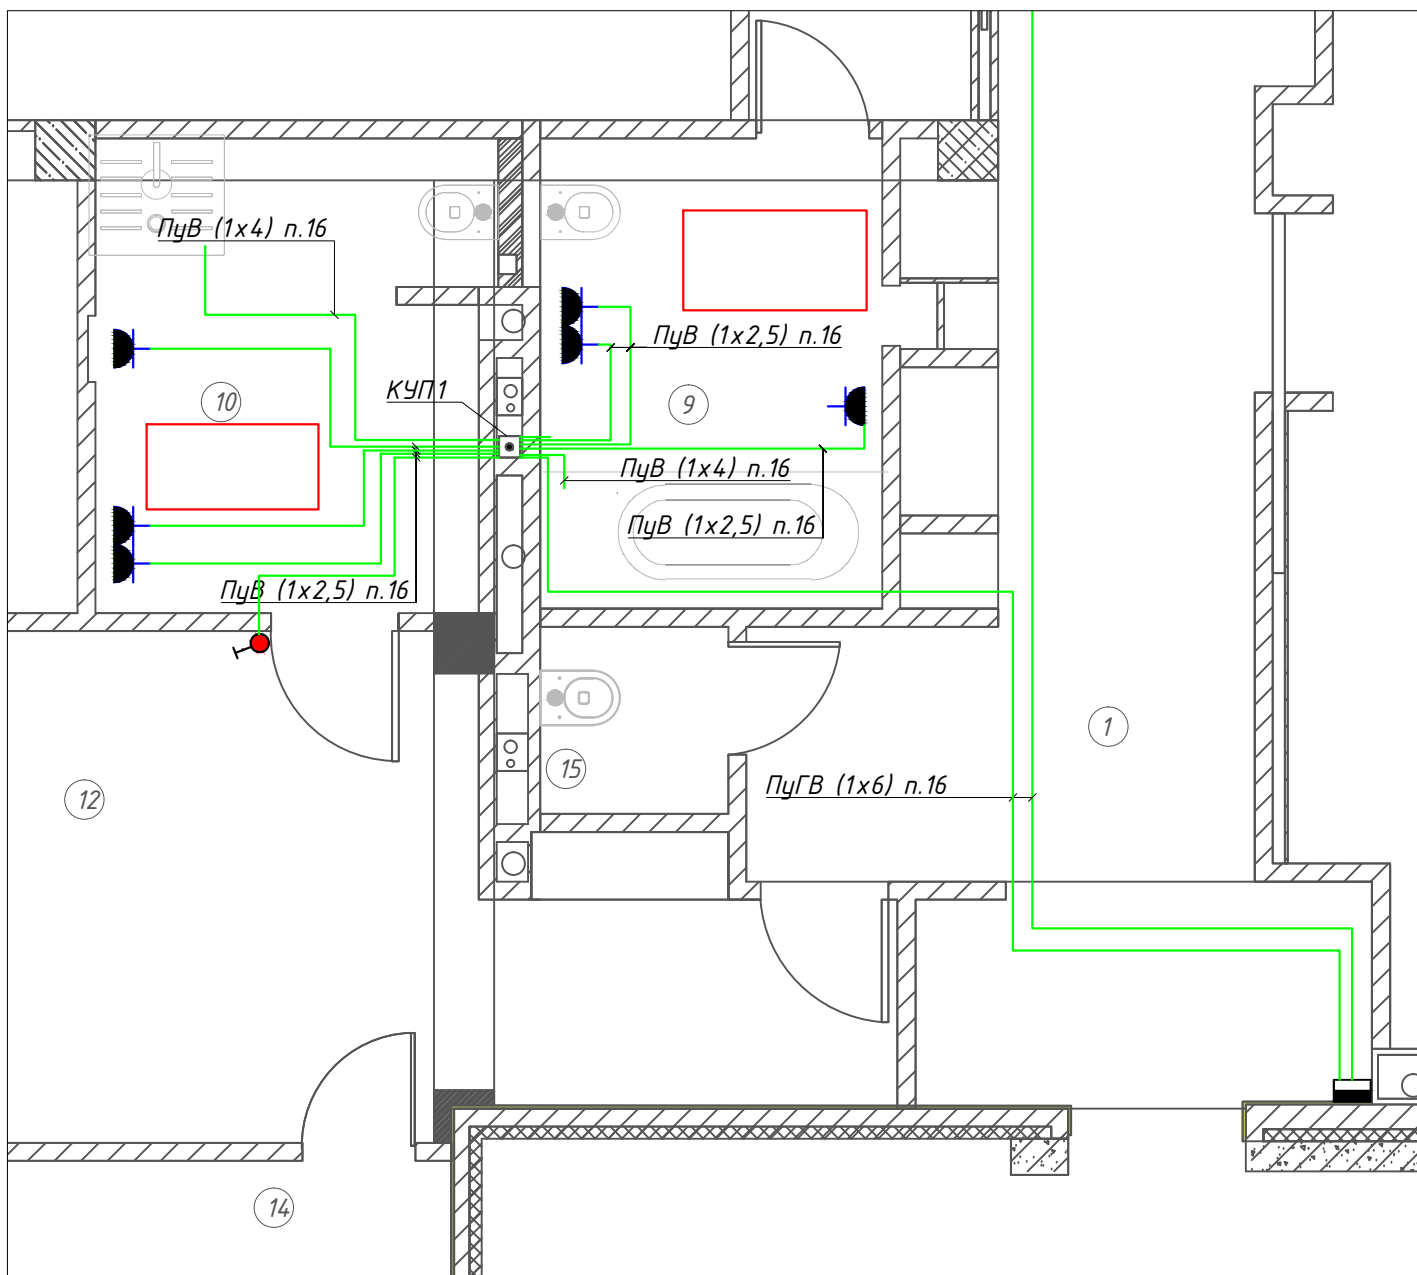 ПуВ (1х4) п.16
ПуВ (1х2,5) п.16
КУП1
10
9
ПуВ (1х4) п.16
ПуВ (1х2,5) п.16
ПуВ (1х2,5) п.16
1
15
ПуГВ (1х6) п.16
12
14